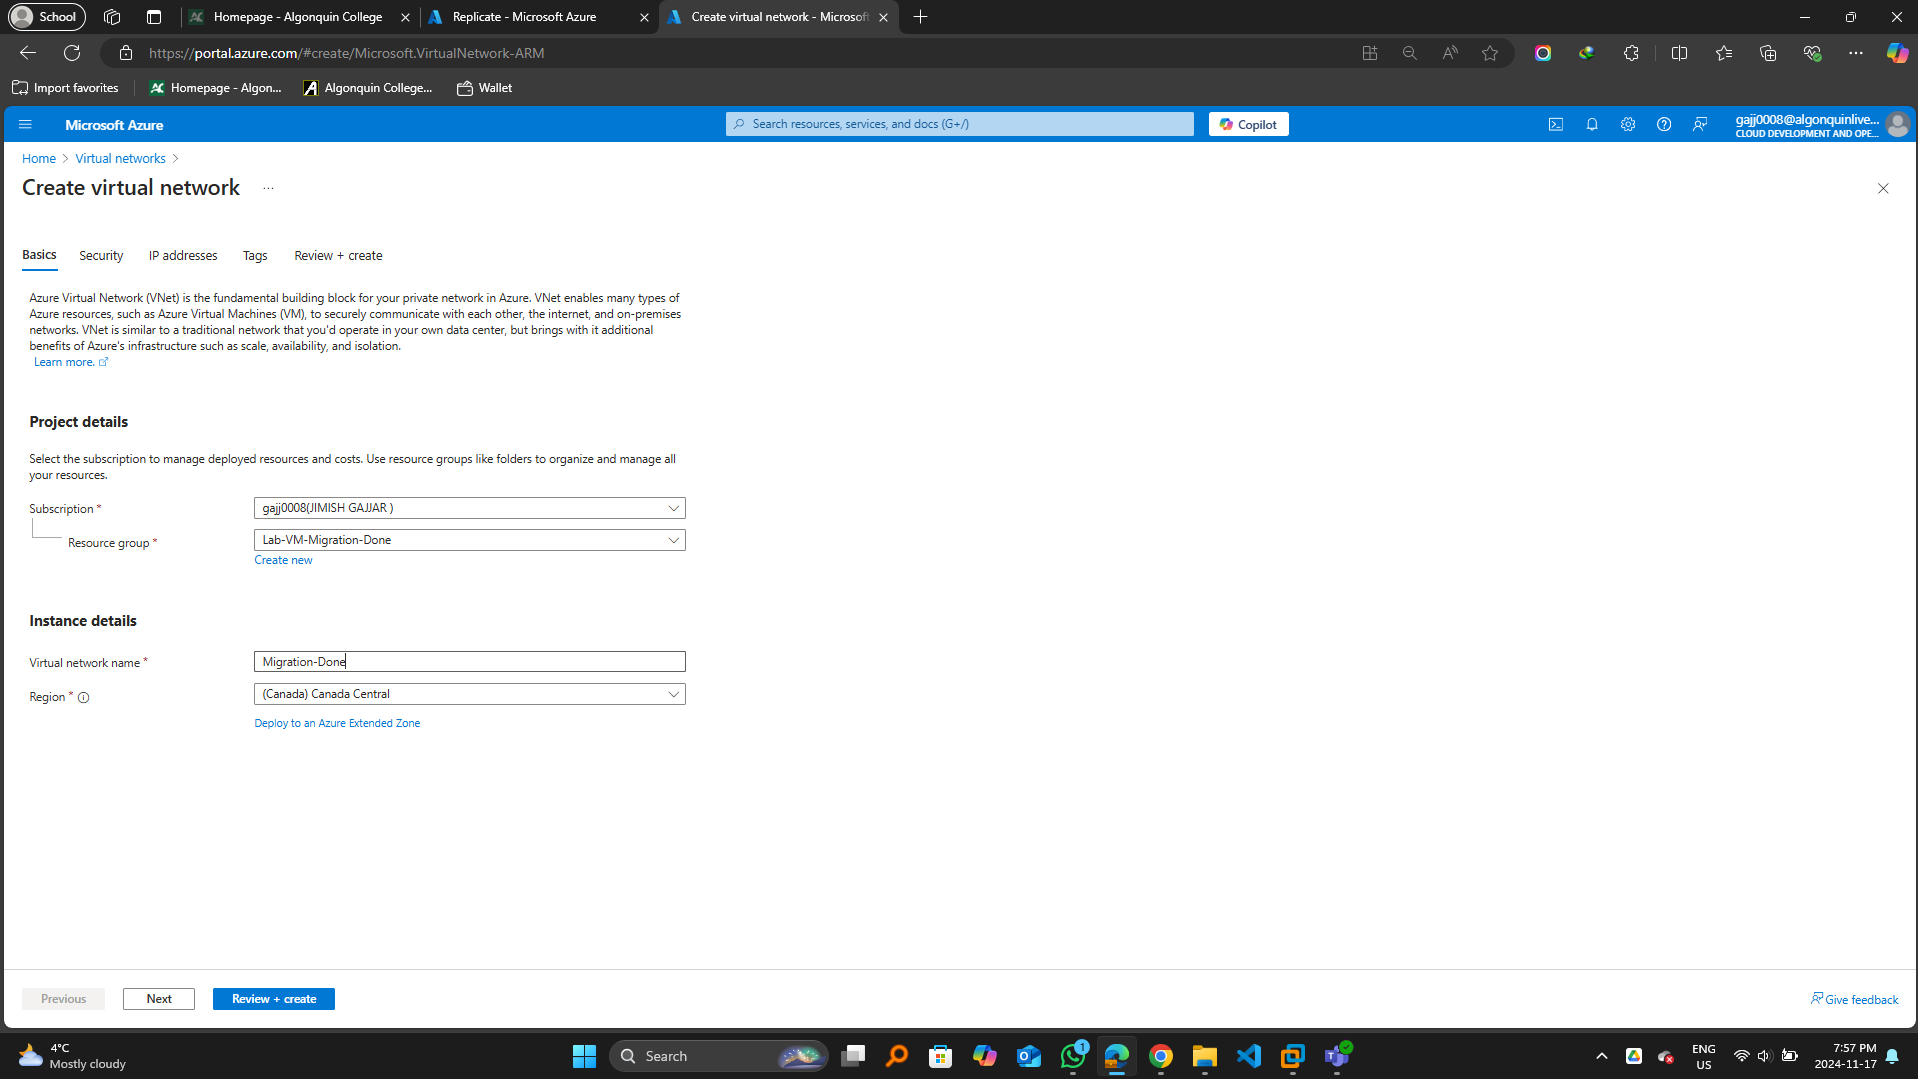 School
Homepage - Algonquin College
Replicate - Microsoft Azure
Create virtual network - Microsoft
https://portal.azure.com/#create/Microsoft.VirtualNetwork-ARM
Import favorites
Homepage - Algon...
Algonquin College...
Wallet
Microsoft Azure
Search resources, services, and docs (G+/)
Copilot
gajj0008@algonquinlive...
CLOUD DEVELOPMENT AND OPE...
Home
Virtual networks
Create virtual network
...
Basics
Security
IP addresses
Tags
Review + create
Azure Virtual Network (VNet) is the fundamental building block for your private network in Azure. VNet enables many types of
Azure resources, such as Azure Virtual Machines (VM), to securely communicate with each other, the internet, and on-premises
networks. VNet is similar to a traditional network that you'd operate in your own data center, but brings with it additional
benefits of Azure's infrastructure such as scale, availability, and isolation.
Learn more.
Project details
Select the subscription to manage deployed resources and costs. Use resource groups like folders to organize and manage all
your resources.
Subscription *
gajj0008(JIMISH GAJJAR )
Resource group *
Lab-VM-Migration-Done
Create new
Instance details
Virtual network name *
Migration-Done
Region *
(Canada) Canada Central
Deploy to an Azure Extended Zone
Previous
Next
Review + create
Give feedback
4°C
Mostly cloudy
Search
1
ENG
US
7:57 PM
2024-11-17